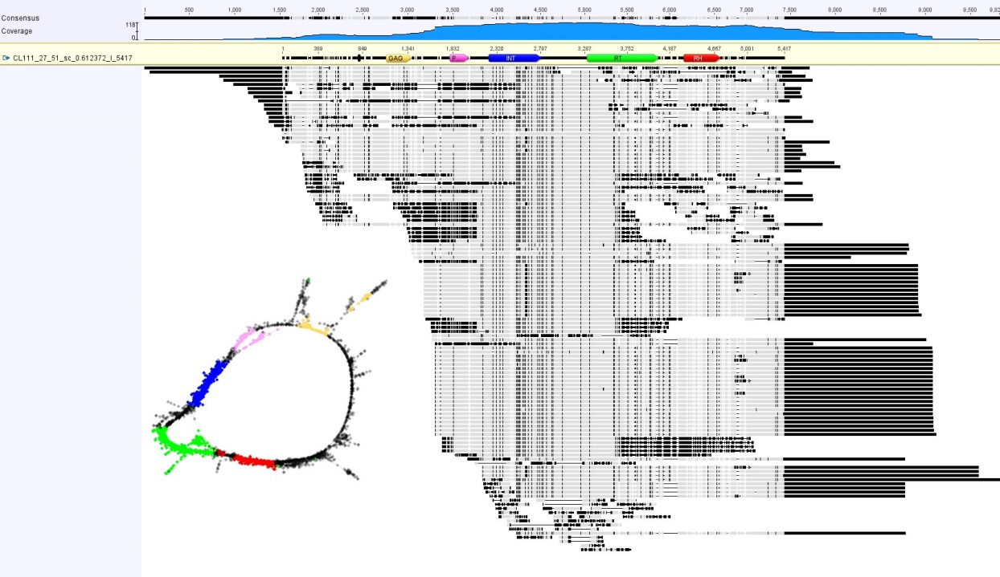 1 500 1,000 1,500 2,000 2,500 3,000 3,500 4,000 4,500 5,000 5,500 6,000 6,500 7,000 7,500 8,000 8,500 9,000 9,500 9,82
Consensus
118
Coverage
0
1 389 849 1,341 1,832 2,320 2,797 3,287 3,752 4,187 4,667 5,001 5,417
CL111_27_51_sc_0.612372_l_5417 GAG P INT RT RH